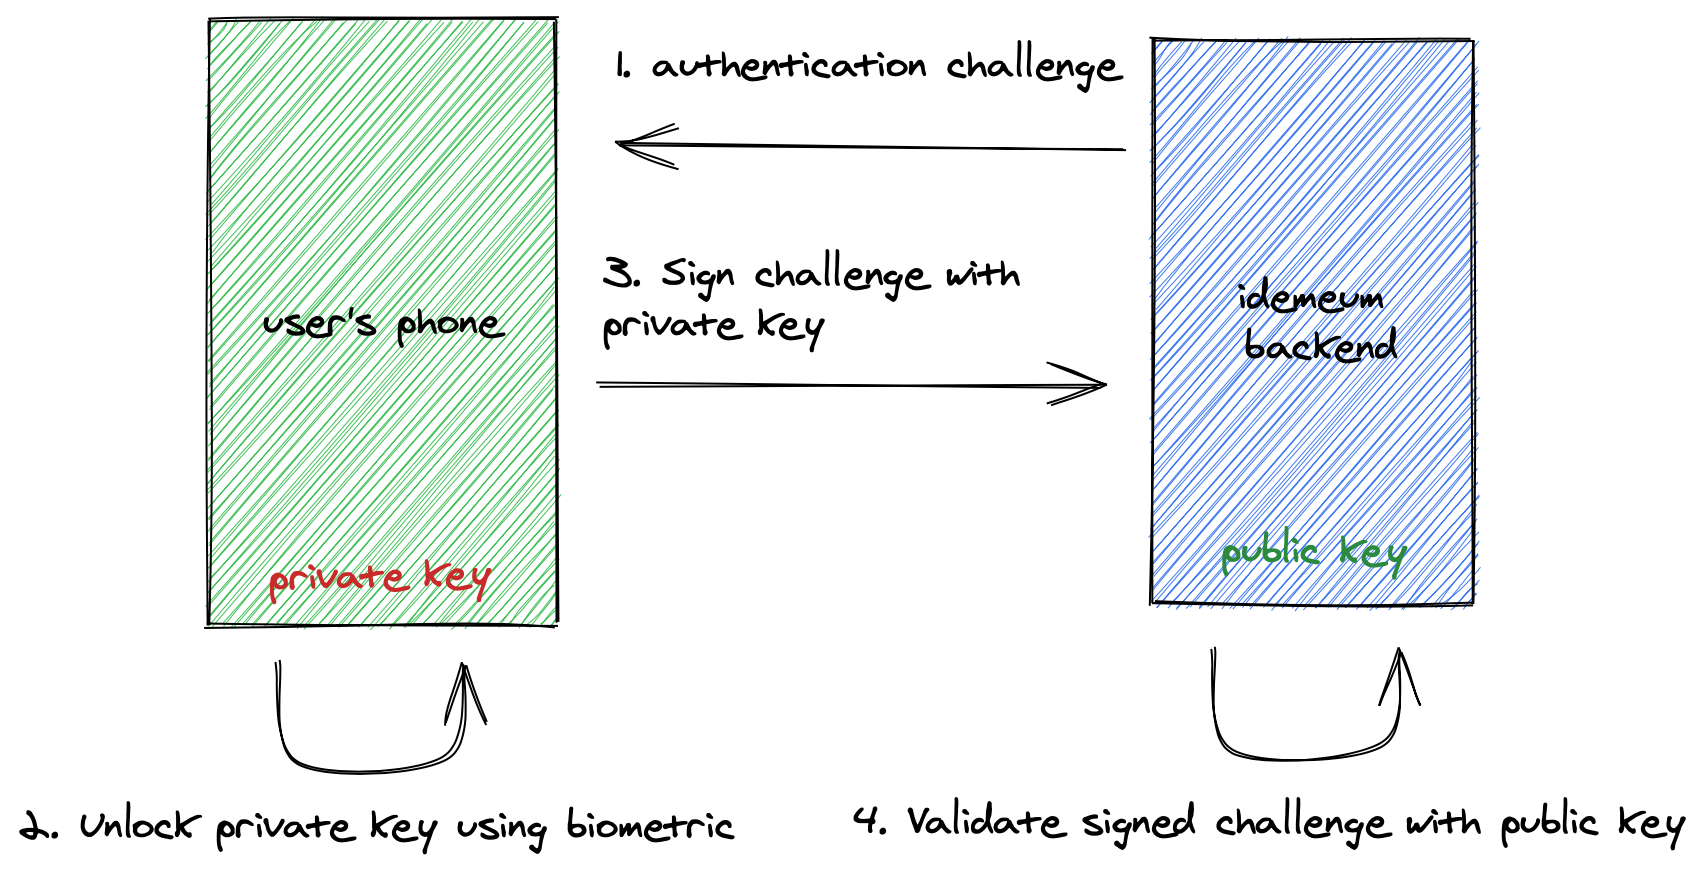 1. authentication challenge
3. Sign challenge with
private key
user's phone
idemeum
backend
private key
public key
2. Unlock private key using biometric
4. Validate signed challenge with public key